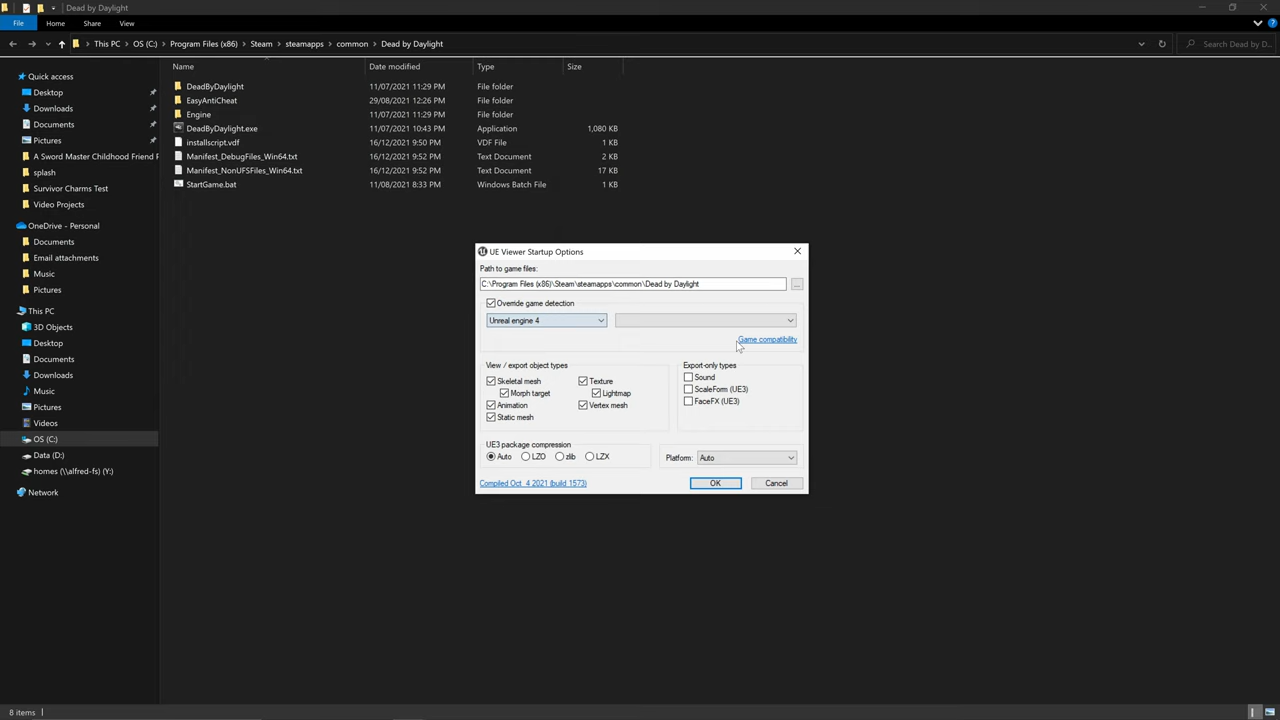 Dead by Daylight
File Home Share View
This PC OS (C:) Program Files (x86) Steam steamapps common Dead by Daylight Search Dead by D...
Name Date modified Type Size
Quick access
Desktop
Downloads
Documents
Pictures
A Sword Master Childhood Friend P
splash
Survivor Charms Test
Video Projects
OneDrive - Personal
Documents
Email attachments
Music
Pictures
This PC
3D Objects
Desktop
Documents
Downloads
Music
Pictures
Videos
OS (C:)
Data (D:)
homes (\\alfred-fs) (Y:)
Network
DeadByDaylight 11/07/2021 11:29 PM File folder
EasyAntiCheat 29/08/2021 12:26 PM File folder
Engine 11/07/2021 11:29 PM File folder
DeadByDaylight.exe 11/07/2021 10:43 PM Application 1,080 KB
installscript.vdf 16/12/2021 9:50 PM VDF File 1 KB
Manifest_DebugFiles_Win64.txt 16/12/2021 9:52 PM Text Document 2 KB
Manifest_NonUFSFiles_Win64.txt 16/12/2021 9:52 PM Text Document 17 KB
StartGame.bat 11/08/2021 8:33 PM Windows Batch File 1 KB
UE Viewer Startup Options
Path to game files:
C:\Program Files (x86)\Steam\steamapps\common\Dead by Daylight ...
Override game detection
Unreal engine 4
Game compatibility
View / export object types Export-only types
Skeletal mesh Texture Sound
Morph target Lightmap ScaleForm (UE3)
Animation Vertex mesh FaceFX (UE3)
Static mesh
UE3 package compression
Auto LZO zlib LZX Platform: Auto
Compiled Oct 4 2021 (build 1573) OK Cancel
8 items